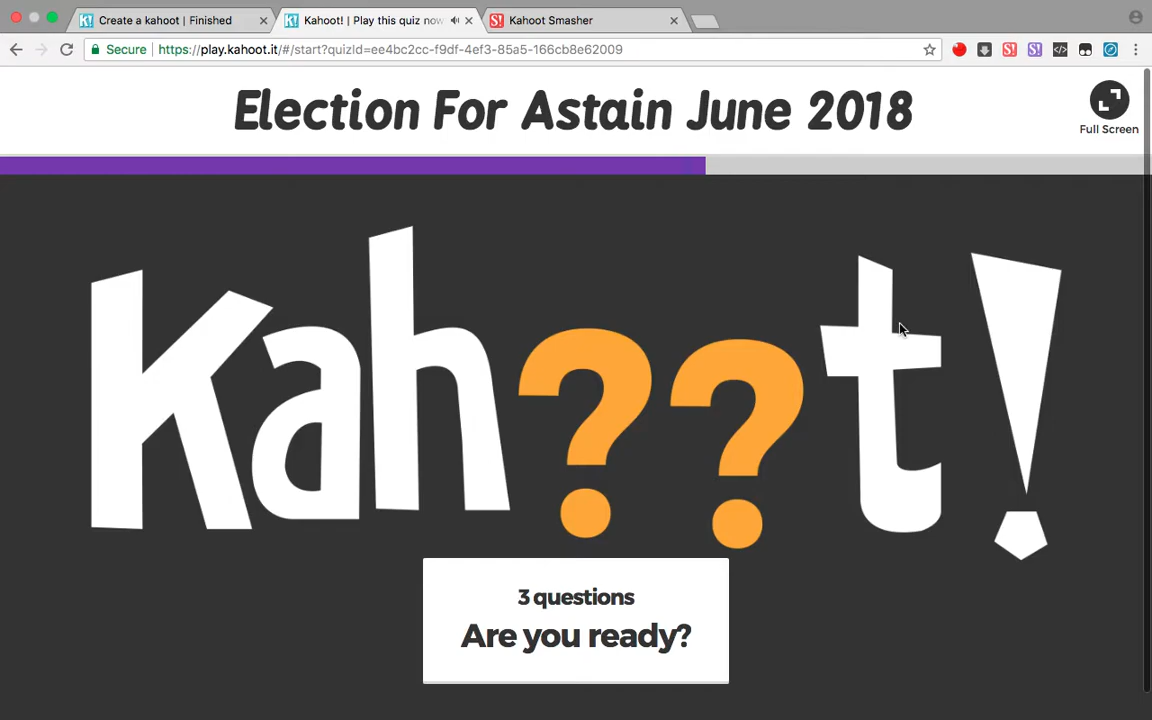 Create a kahoot | Finished
Kahoot! | Play this quiz now
Kahoot Smasher
Secure
https://play.kahoot.it/#/start?quizId=ee4bc2cc-f9df-4ef3-85a5-166cb8e62009
Election For Astain June 2018
Full Screen
Kah??t!
3 questions
Are you ready?